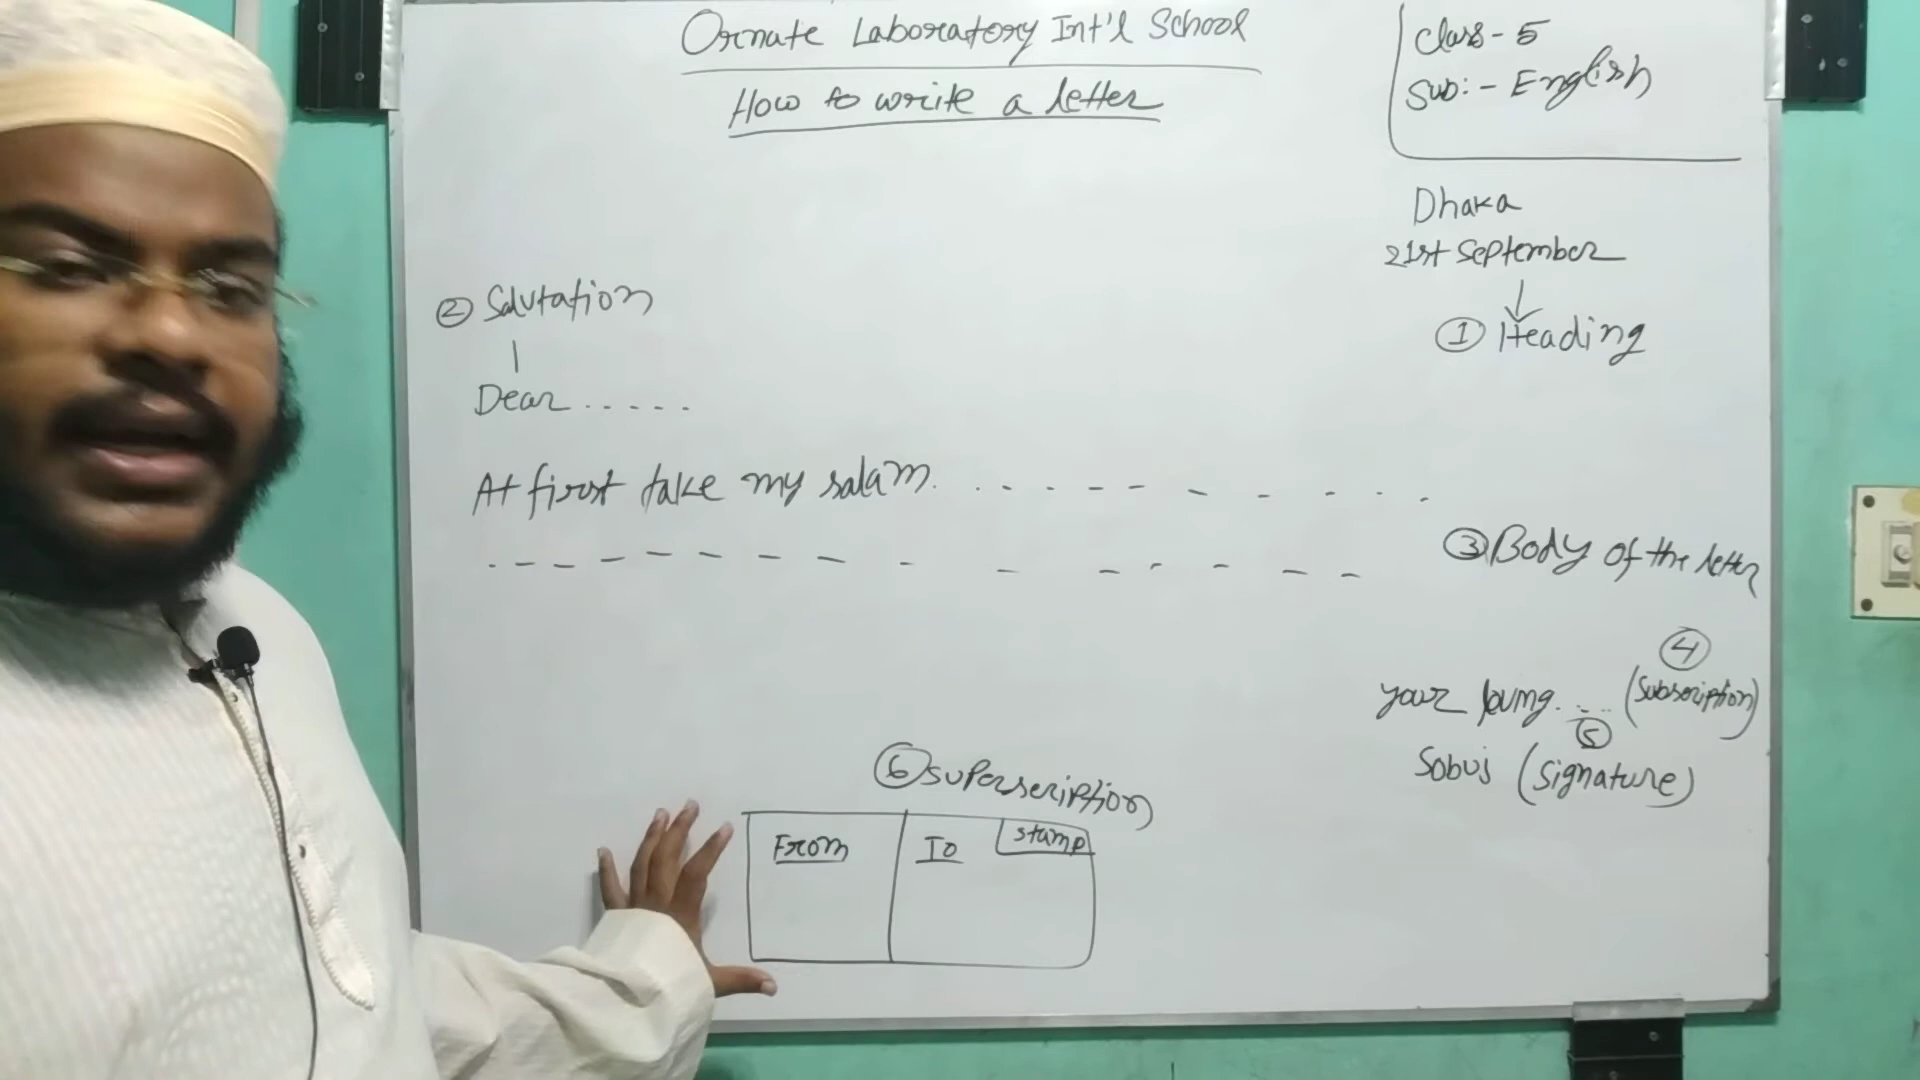 Ornate Laboratory Int'l School
How to write a letter
Class - 5
Sub: - English
Dhaka
21st September
① Heading
② Salutation
Dear .....
At first take my salam. . . . - - - - - - - . .
. - - - - - - - - - - - - - - -
③ Body of the letter
④
your loving. ... (Subscription)
⑤
Sobuj (Signature)
⑥ Superscription
From
To
Stamp